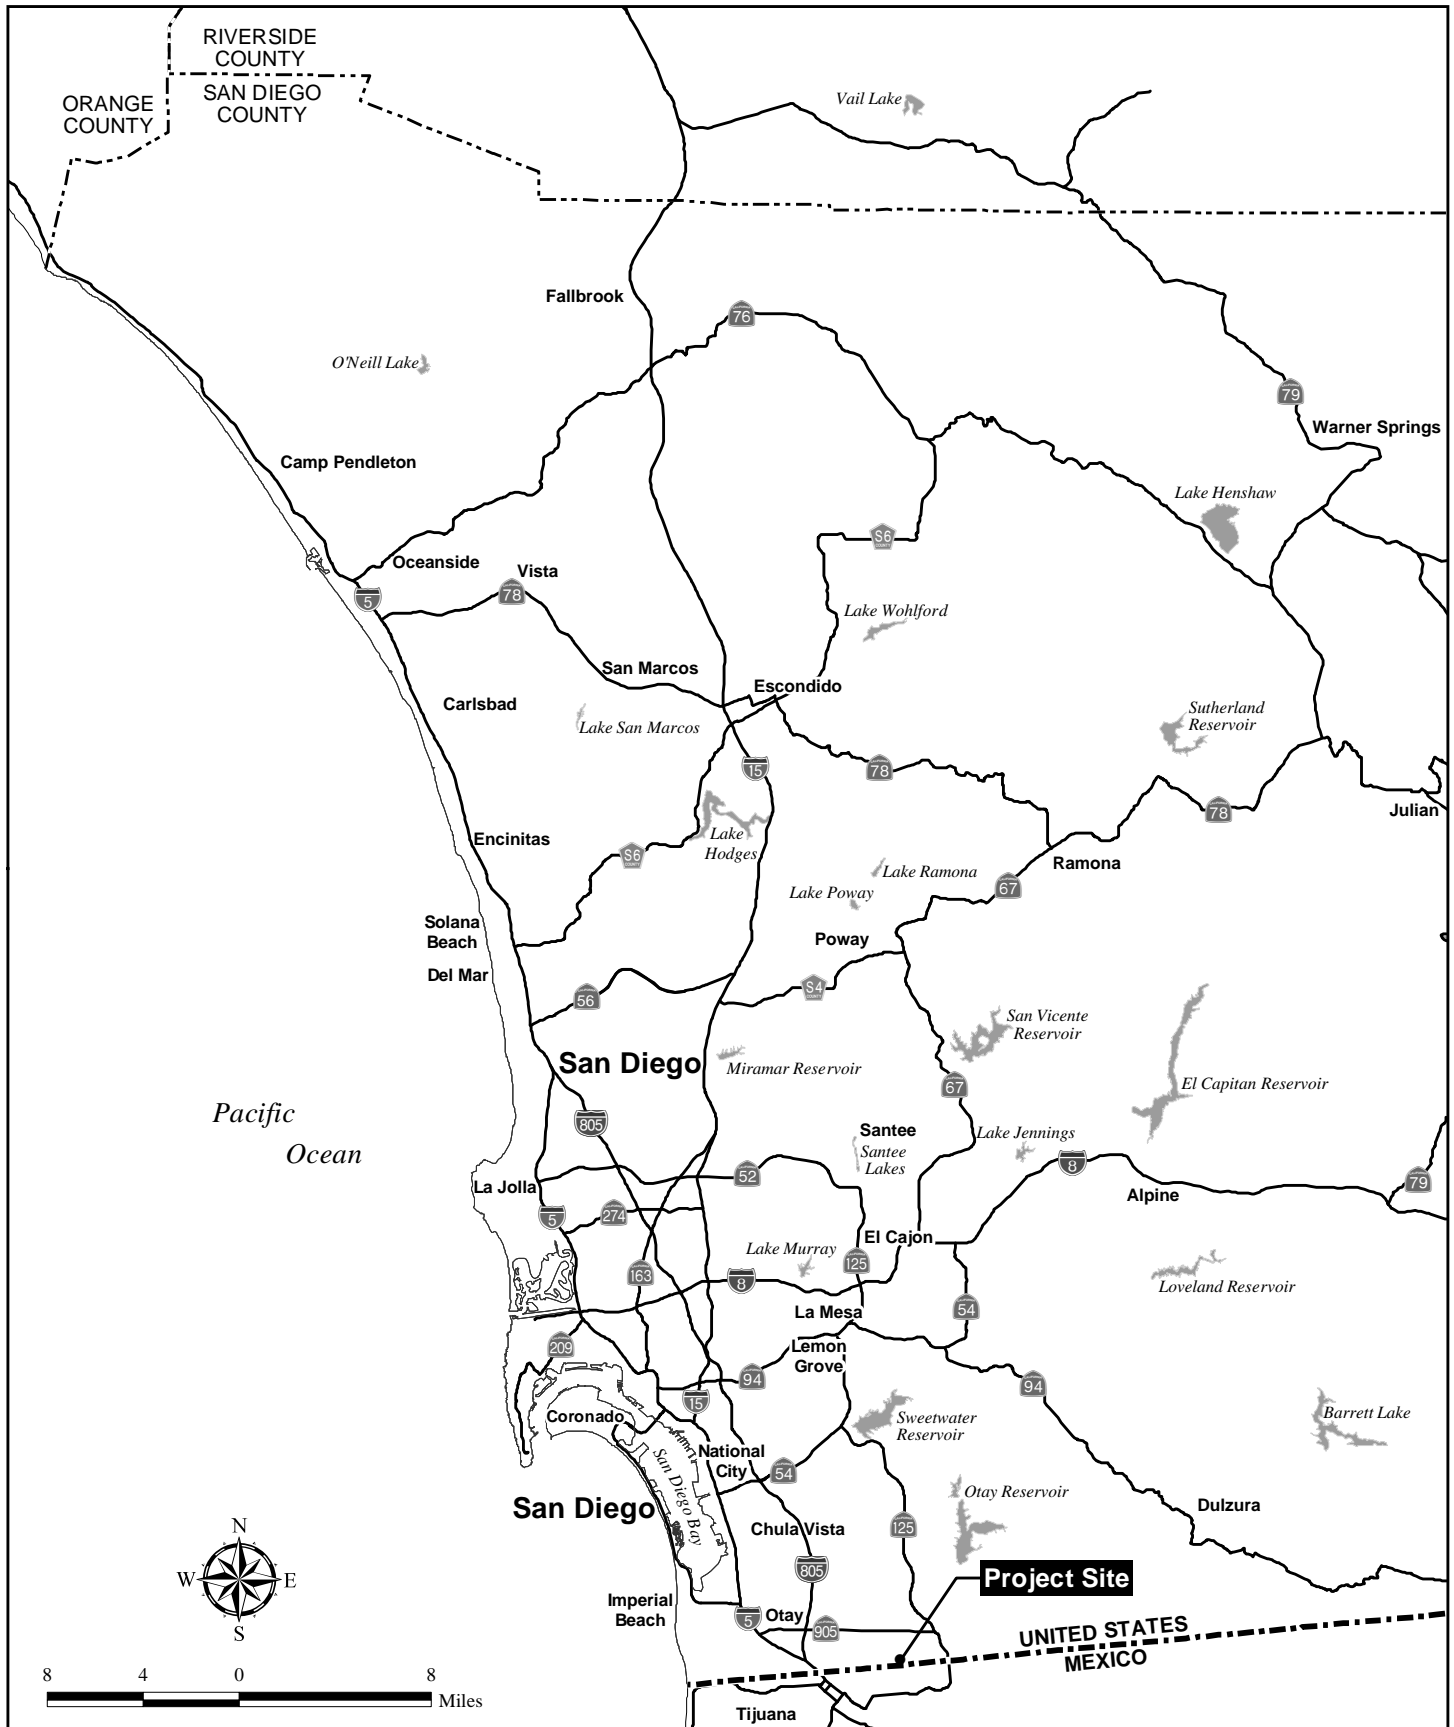 RIVERSIDE
COUNTY
ORANGE
COUNTY
SAN DIEGO
COUNTY
Vail Lake
Fallbrook
76
O'Neill Lake
79
Warner Springs
Camp Pendleton
Lake Henshaw
S6
COUNTY
Oceanside
Vista
5
78
Lake Wohlford
San Marcos
Escondido
Carlsbad
Lake San Marcos
Sutherland
Reservoir
15
78
78
Julian
Encinitas
Lake
Hodges
S6
COUNTY
Lake Ramona
Ramona
67
Lake Poway
Solana
Beach
Poway
Del Mar
56
S4
COUNTY
San Vicente
Reservoir
San Diego
Miramar Reservoir
67
El Capitan Reservoir
Pacific
Ocean
805
Santee
Santee
Lakes
Lake Jennings
8
52
79
La Jolla
Alpine
5
274
El Cajon
Lake Murray
125
163
8
Loveland Reservoir
La Mesa
54
209
Lemon
Grove
94
94
15
Coronado
Sweetwater
Reservoir
Barrett Lake
National
City
54
San Diego Bay
San Diego
Otay Reservoir
Dulzura
Chula Vista
125
805
Project Site
N
W
E
S
Imperial
Beach
5
Otay
905
UNITED STATES
MEXICO
8
4
0
8
Miles
Tijuana